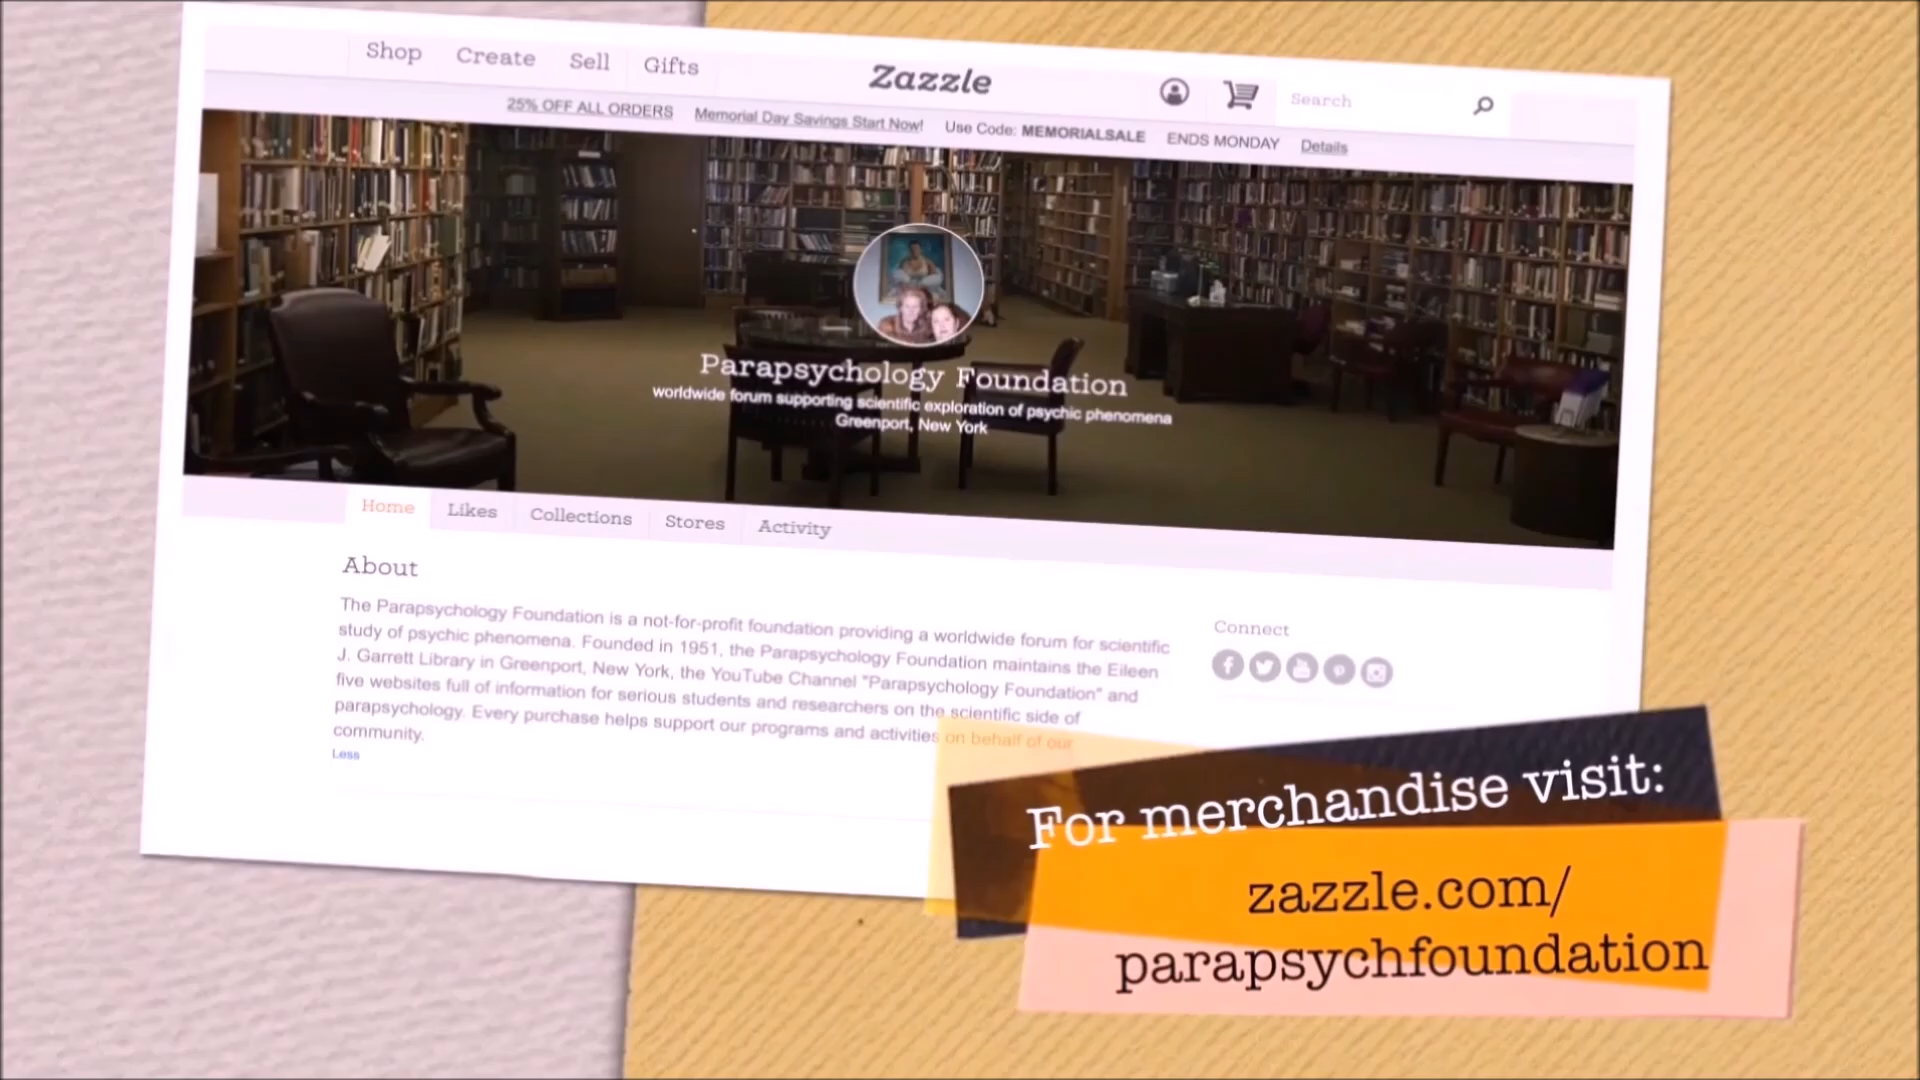 Shop Create Sell Gifts Zazzle Search
25% OFF ALL ORDERS Memorial Day Savings Start Now! Use Code: MEMORIALSALE ENDS MONDAY Details
Parapsychology Foundation
worldwide forum supporting scientific exploration of psychic phenomena
Greenport, New York
Home Likes Collections Stores Activity
About
The Parapsychology Foundation is a not-for-profit foundation providing a worldwide forum for scientific
study of psychic phenomena. Founded in 1951, the Parapsychology Foundation maintains the Eileen
J. Garrett Library in Greenport, New York, the YouTube Channel "Parapsychology Foundation" and
five websites full of information for serious students and researchers on the scientific side of
parapsychology. Every purchase helps support our programs and activities on behalf of our
community.
Less
Connect
For merchandise visit:
zazzle.com/
parapsychfoundation